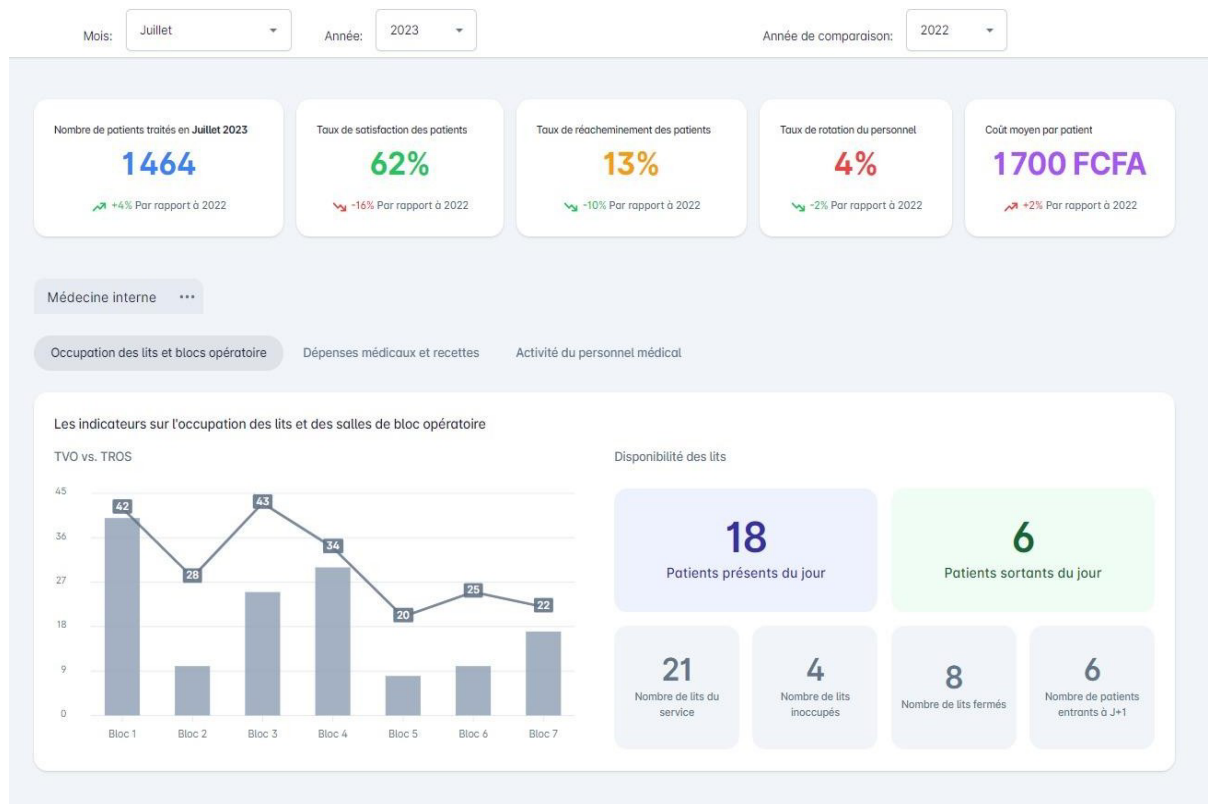 Mois: Juillet Année: 2023 Année de comparaison: 2022
Nombre de patients traités en Juillet 2023
1464
+4% Par rapport à 2022
Taux de satisfaction des patients
62%
-16% Par rapport à 2022
Taux de réacheminement des patients
13%
-10% Par rapport à 2022
Taux de rotation du personnel
4%
-2% Par rapport à 2022
Coût moyen par patient
1700 FCFA
+2% Par rapport à 2022
Médecine interne ...
Occupation des lits et blocs opératoire
Dépenses médicaux et recettes
Activité du personnel médical
Les indicateurs sur l'occupation des lits et des salles de bloc opératoire
TVO vs. TROS
45
36
27
18
9
0
42
28
43
34
20
25
22
Bloc 1 Bloc 2 Bloc 3 Bloc 4 Bloc 5 Bloc 6 Bloc 7
Disponibilité des lits
18
Patients présents du jour
6
Patients sortants du jour
21
Nombre de lits du
service
4
Nombre de lits
inoccupés
8
Nombre de lits fermés
6
Nombre de patients
entrants à J+1